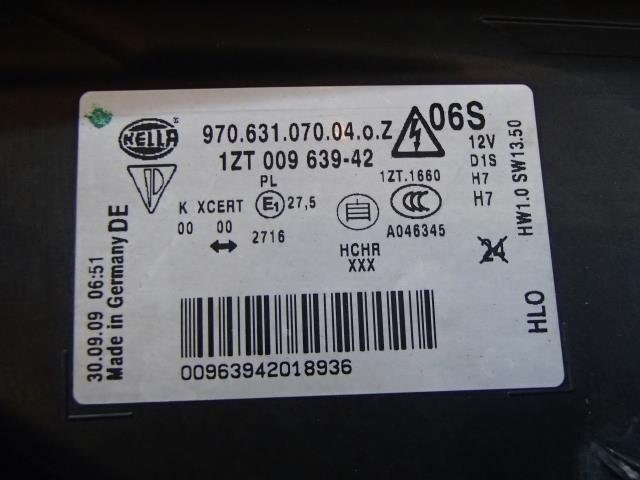 HELLA
970.631.070.04.o.Z
06S
1ZT 009 639-42
12V
D1S
H7
H7
HW1.0 SW13.50
PL
K XCERT
E1
27,5
1ZT.1660
CCC
00 00
2716
A046345
HCHR
XXX
24
HLO
30.09.09 06:51
Made in Germany DE
00963942018936